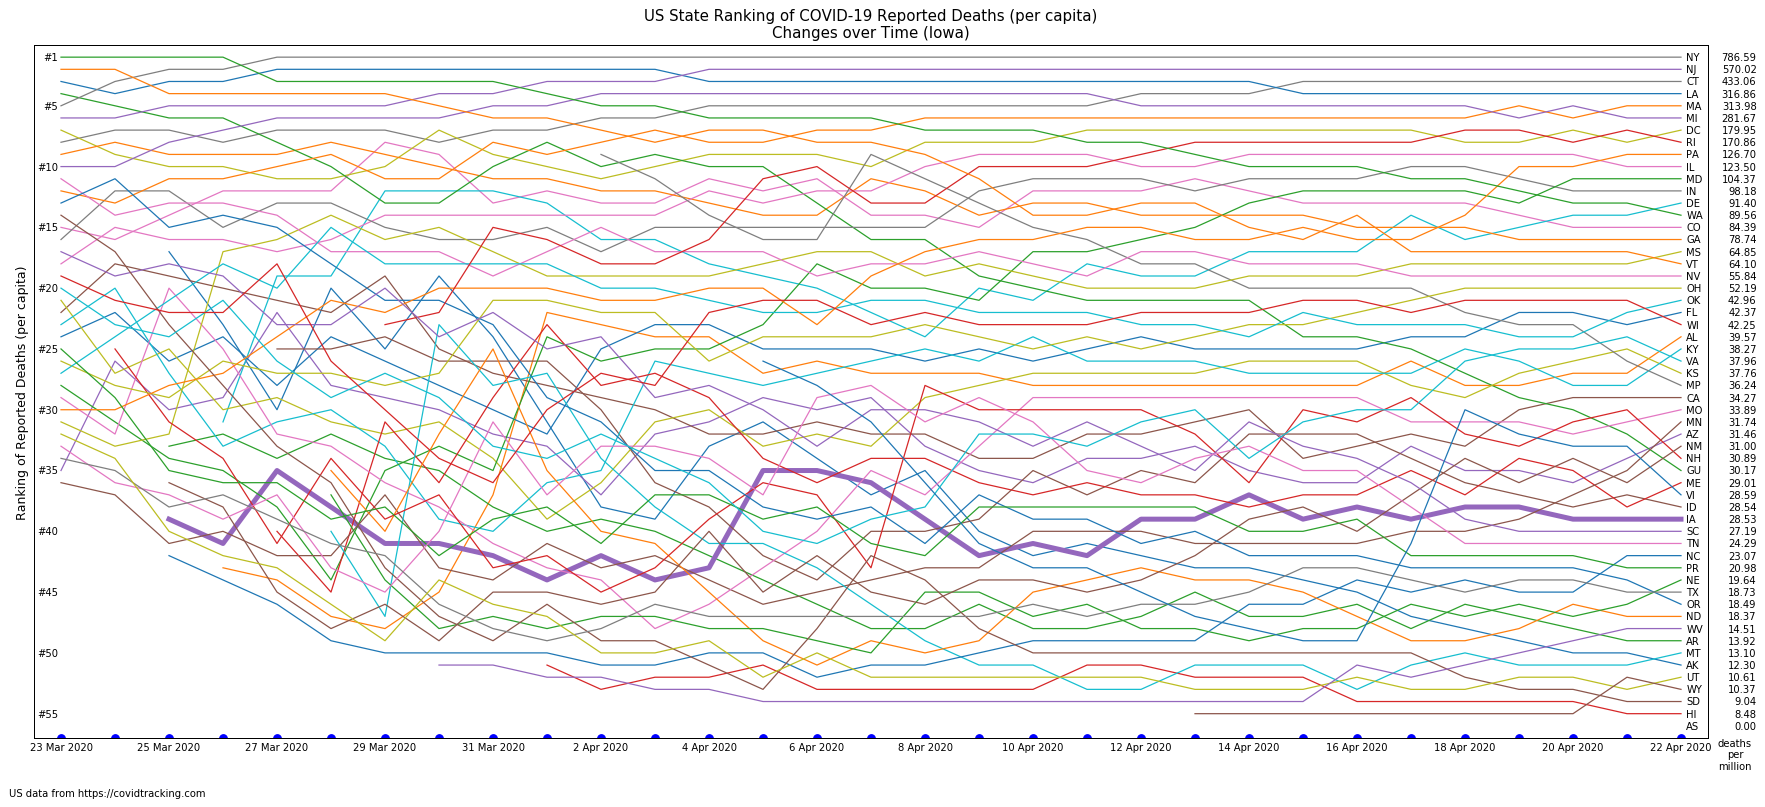 US State Ranking of COVID-19 Reported Deaths (per capita)
Changes over Time (Iowa)
Ranking of Reported Deaths (per capita)
#1
#5
#10
#15
#20
#25
#30
#35
#40
#45
#50
#55
NY 786.59
NJ 570.02
CT 433.06
LA 316.86
MA 313.98
MI 281.67
DC 179.95
RI 170.86
PA 126.70
IL 123.50
MD 104.37
IN 98.18
DE 91.40
WA 89.56
CO 84.39
GA 78.74
MS 64.85
VT 64.10
NV 55.84
OH 52.19
OK 42.96
FL 42.37
WI 42.25
AL 39.57
KY 38.27
VA 37.96
KS 37.76
MP 36.24
CA 34.27
MO 33.89
MN 31.74
AZ 31.46
NM 31.00
NH 30.89
GU 30.17
ME 29.01
VI 28.59
ID 28.54
IA 28.53
SC 27.19
TN 24.29
NC 23.07
PR 20.98
NE 19.64
TX 18.73
OR 18.49
ND 18.37
WV 14.51
AR 13.92
MT 13.10
AK 12.30
UT 10.61
WY 10.37
SD 9.04
HI 8.48
AS 0.00
23 Mar 2020 25 Mar 2020 27 Mar 2020 29 Mar 2020 31 Mar 2020 2 Apr 2020 4 Apr 2020 6 Apr 2020 8 Apr 2020 10 Apr 2020 12 Apr 2020 14 Apr 2020 16 Apr 2020 18 Apr 2020 20 Apr 2020 22 Apr 2020
deaths
per
million
US data from https://covidtracking.com